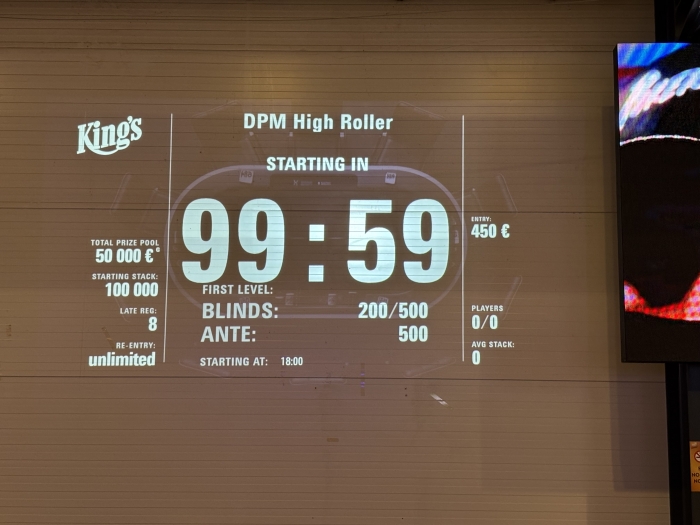 King's
DPM High Roller
STARTING IN
99:59
TOTAL PRIZE POOL
50 000 € G
STARTING STACK:
100 000
LATE REG:
8
RE-ENTRY:
unlimited
FIRST LEVEL:
BLINDS: 200/500
ANTE: 500
STARTING AT: 18:00
ENTRY:
450 €
PLAYERS
0/0
AVG STACK:
0